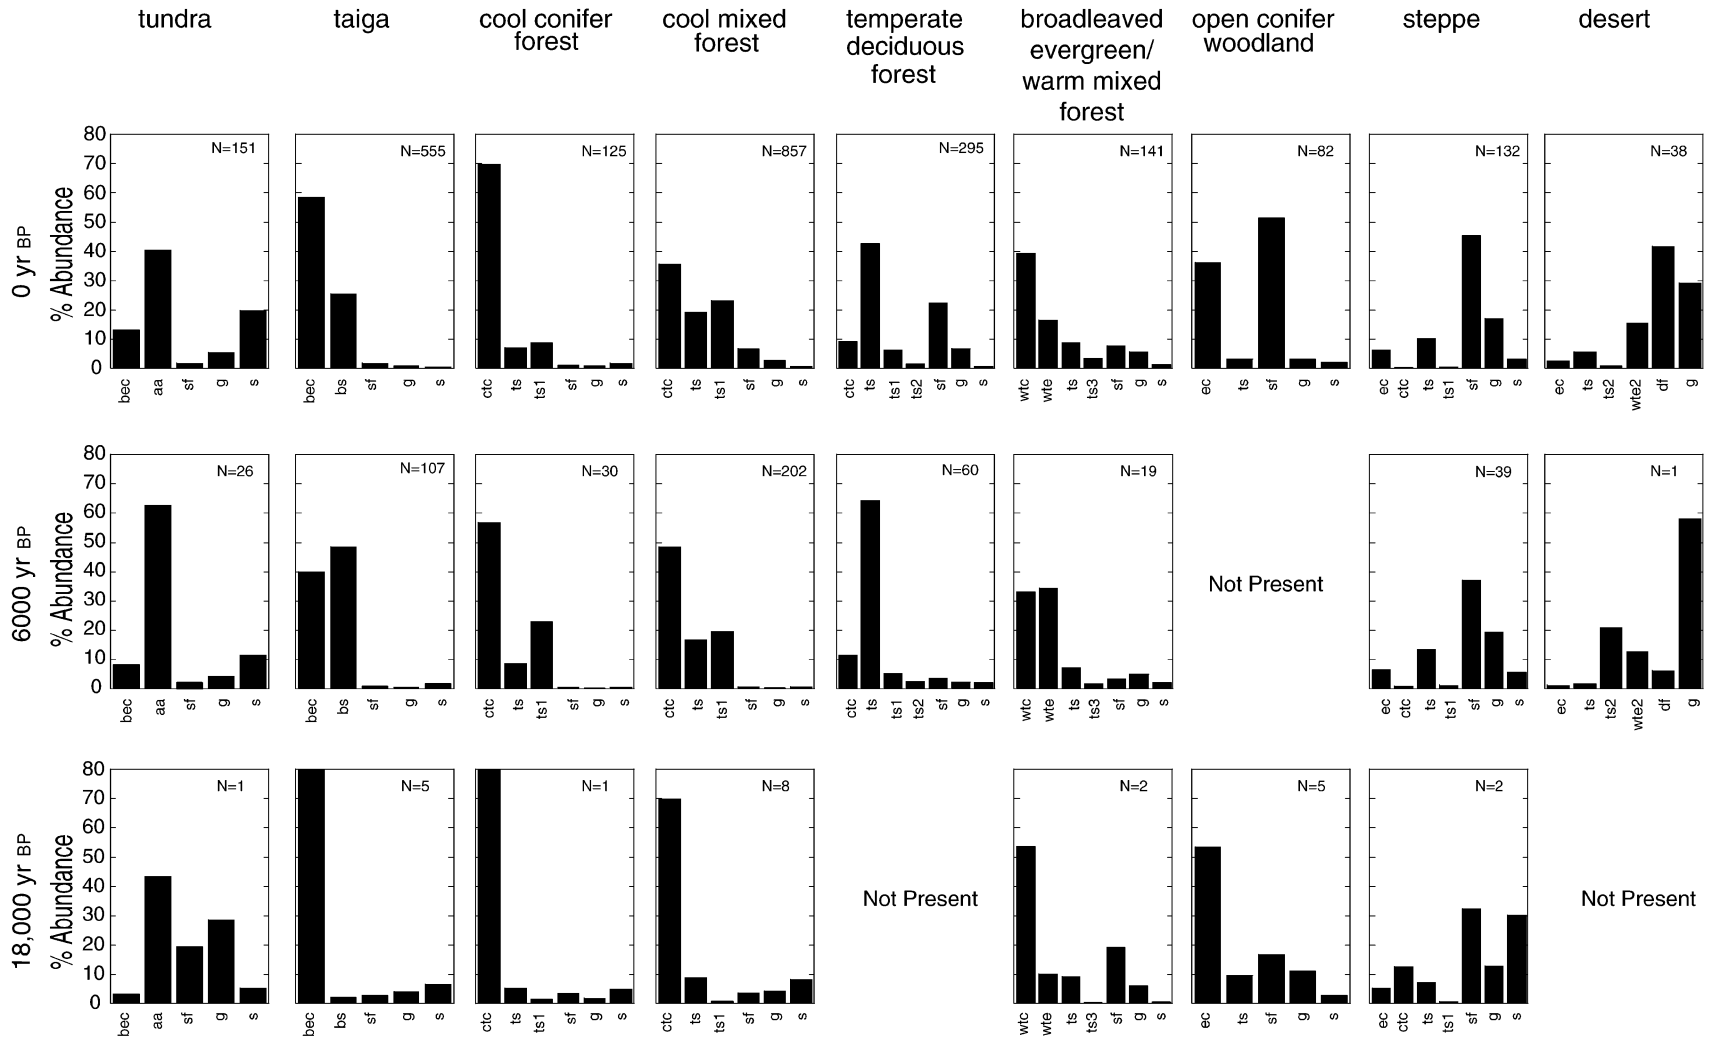 tundra
taiga
cool conifer
forest
cool mixed
forest
temperate
deciduous
forest
broadleaved
evergreen/
warm mixed
forest
open conifer
woodland
steppe
desert
0 yr BP
% Abundance
80
70
60
50
40
30
20
10
0
N=151
bec aa sf g s
N=555
bec bs sf g s
N=125
ctc ts ts1 sf g s
N=857
ctc ts ts1 sf g s
N=295
ctc ts ts1 ts2 sf g s
N=141
wtc wte ts ts3 sf g s
N=82
ec ts sf g s
N=132
ec ctc ts ts1 sf g s
N=38
ec ts ts2 wte2 df g
6000 yr BP
% Abundance
80
70
60
50
40
30
20
10
0
N=26
bec aa sf g s
N=107
bec bs sf g s
N=30
ctc ts ts1 sf g s
N=202
ctc ts ts1 sf g s
N=60
ctc ts ts1 ts2 sf g s
N=19
wtc wte ts ts3 sf g s
Not Present
N=39
ec ctc ts ts1 sf g s
N=1
ec ts ts2 wte2 df g
18,000 yr BP
% Abundance
80
70
60
50
40
30
20
10
0
N=1
bec aa sf g s
N=5
bec bs sf g s
N=1
ctc ts ts1 sf g s
N=8
ctc ts ts1 sf g s
Not Present
N=2
wtc wte ts ts3 sf g s
N=5
ec ts sf g s
N=2
ec ctc ts ts1 sf g s
Not Present